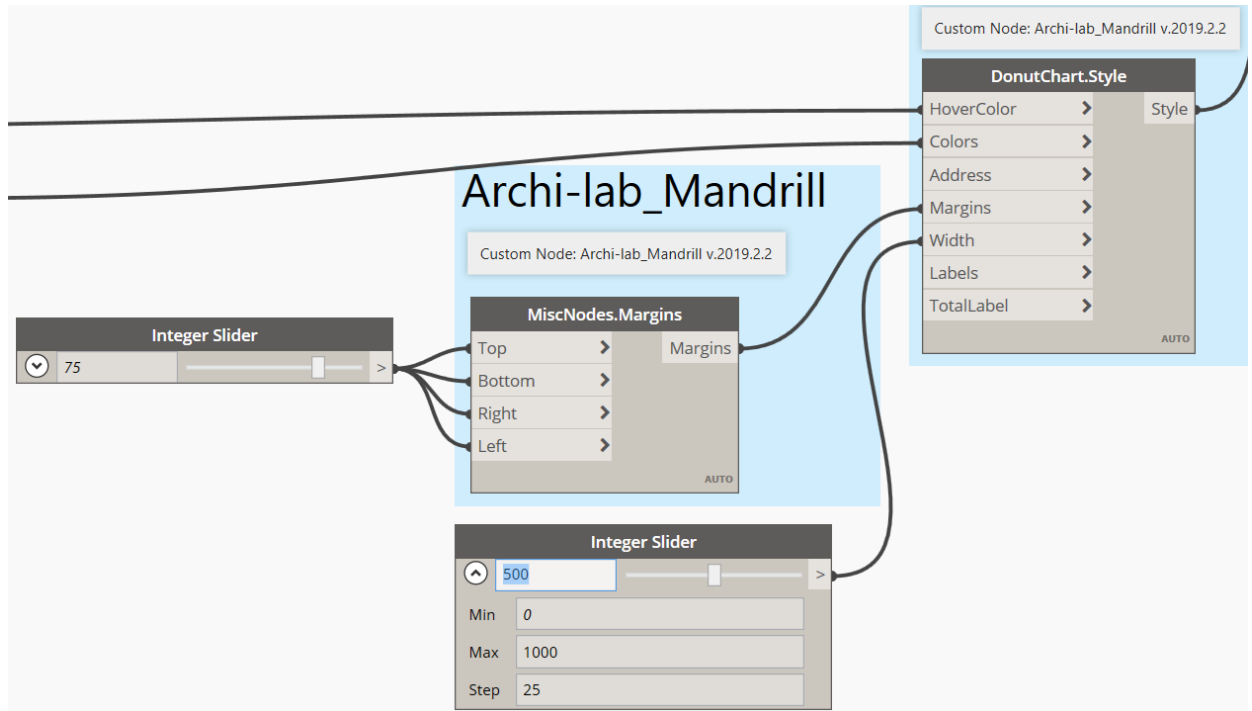 Custom Node: Archi-lab_Mandrill v.2019.2.2
DonutChart.Style
HoverColor > Style
Colors >
Address >
Margins >
Width >
Labels >
TotalLabel >
AUTO
Archi-lab_Mandrill
Custom Node: Archi-lab_Mandrill v.2019.2.2
MiscNodes.Margins
Top > Margins
Bottom >
Right >
Left >
AUTO
Integer Slider
75 >
Integer Slider
500 >
Min 0
Max 1000
Step 25